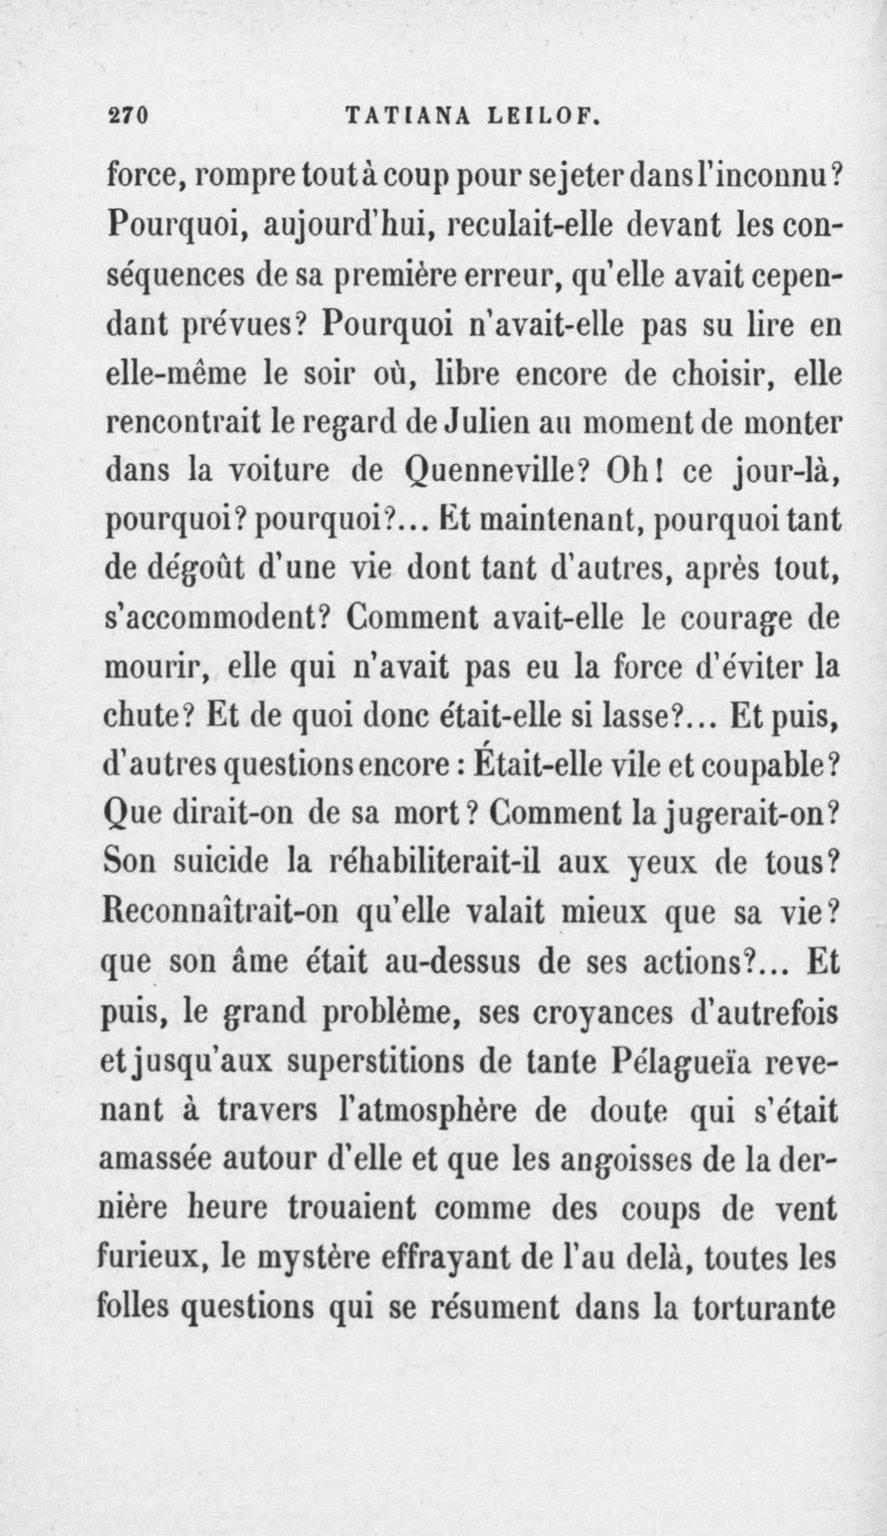 270 TATIANA LEILOF.
force, rompre tout à coup pour se jeter dans l'inconnu?
Pourquoi, aujourd'hui, reculait-elle devant les con-
séquences de sa première erreur, qu'elle avait cepen-
dant prévues? Pourquoi n'avait-elle pas su lire en
elle-même le soir où, libre encore de choisir, elle
rencontrait le regard de Julien au moment de monter
dans la voiture de Quenneville? Oh! ce jour-là,
pourquoi? pourquoi?... Et maintenant, pourquoi tant
de dégoût d'une vie dont tant d'autres, après tout,
s'accommodent? Comment avait-elle le courage de
mourir, elle qui n'avait pas eu la force d'éviter la
chute? Et de quoi donc était-elle si lasse?... Et puis,
d'autres questions encore : Était-elle vile et coupable?
Que dirait-on de sa mort? Comment la jugerait-on?
Son suicide la réhabiliterait-il aux yeux de tous?
Reconnaîtrait-on qu'elle valait mieux que sa vie?
que son âme était au-dessus de ses actions?... Et
puis, le grand problème, ses croyances d'autrefois
et jusqu'aux superstitions de tante Pélagueïa reve-
nant à travers l'atmosphère de doute qui s'était
amassée autour d'elle et que les angoisses de la der-
nière heure trouaient comme des coups de vent
furieux, le mystère effrayant de l'au delà, toutes les
folles questions qui se résument dans la torturante